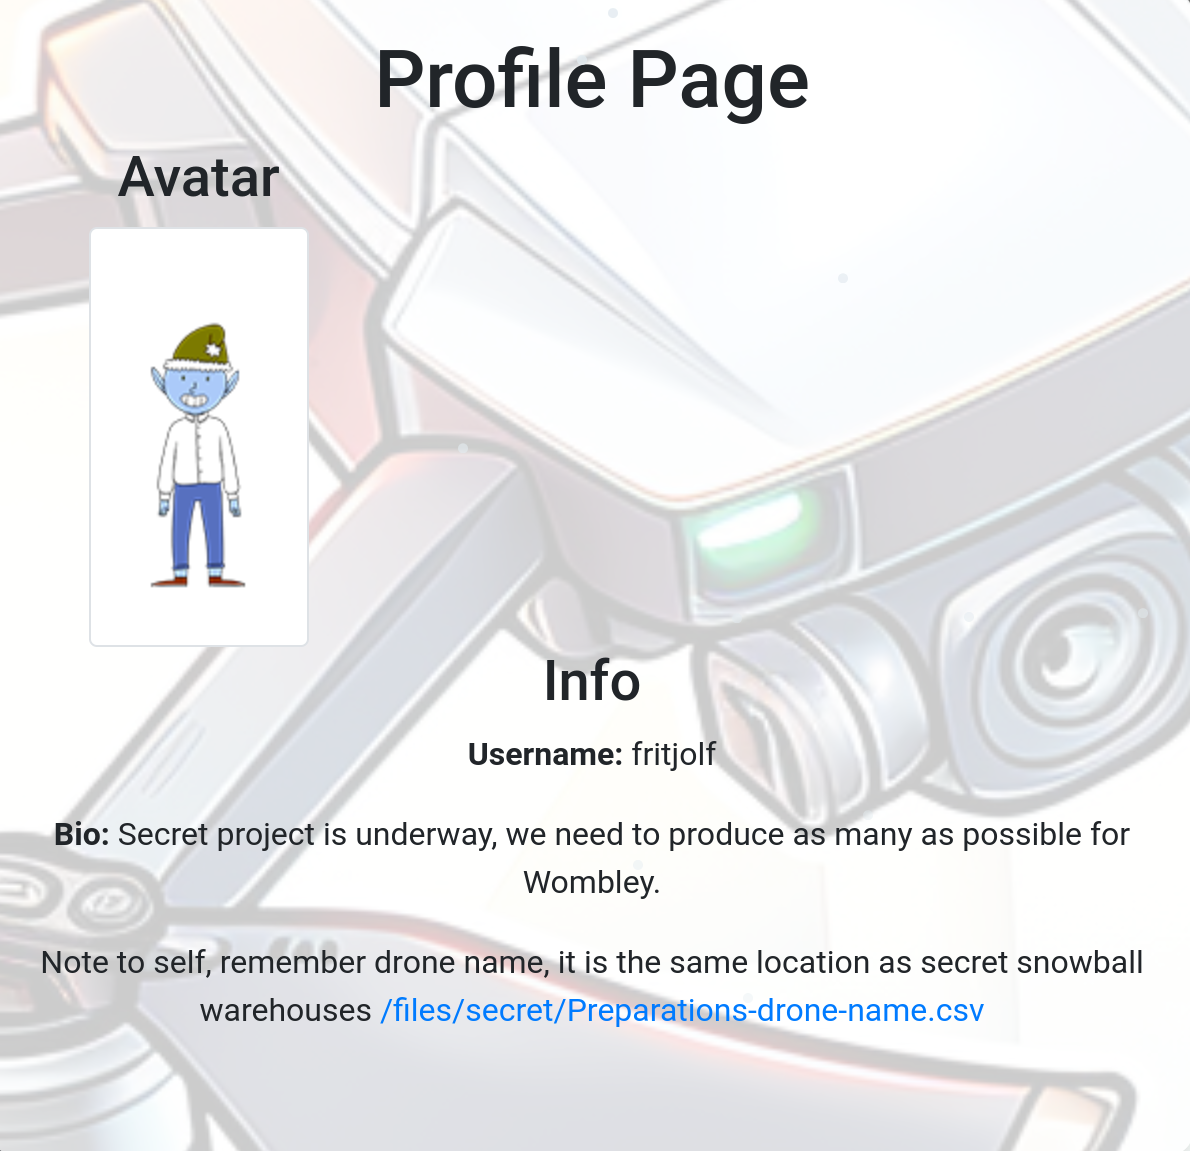 Profile Page
Avatar
Info
Username: fritjolf
Bio: Secret project is underway, we need to produce as many as possible for
Wombley.
Note to self, remember drone name, it is the same location as secret snowball
warehouses /files/secret/Preparations-drone-name.csv